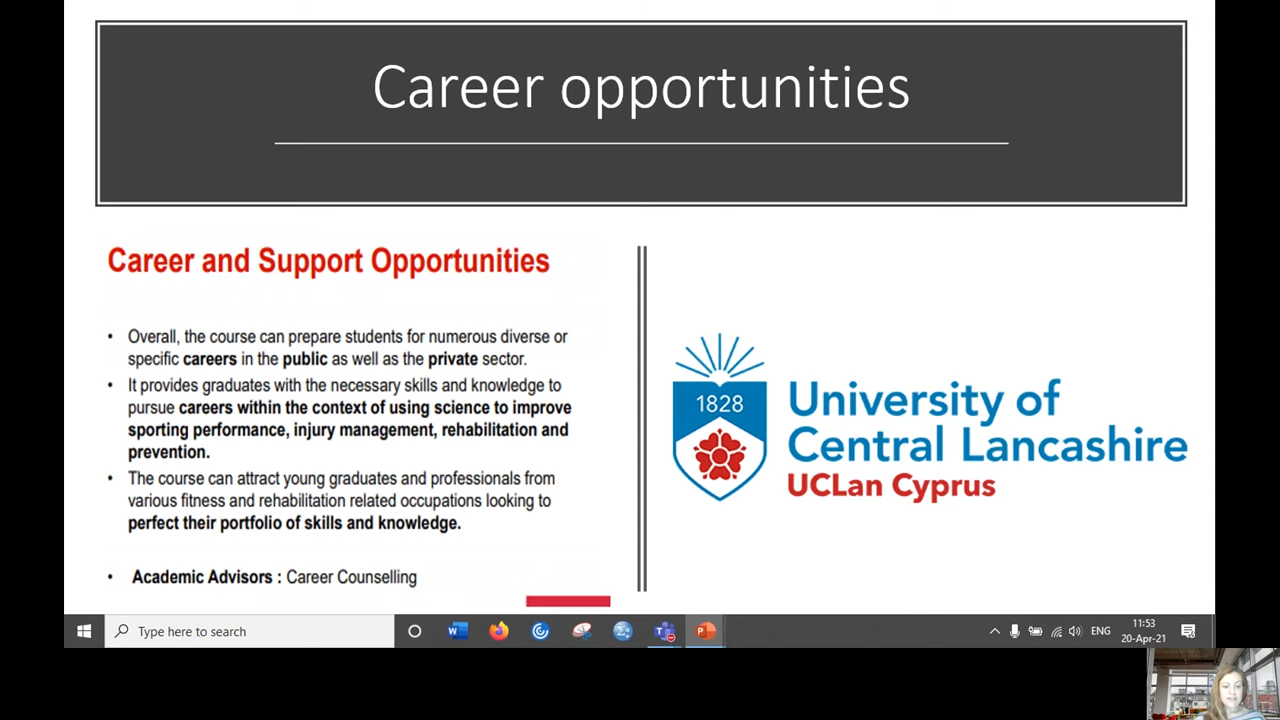 Career opportunities
Career and Support Opportunities
• Overall, the course can prepare students for numerous diverse or
specific careers in the public as well as the private sector.
• It provides graduates with the necessary skills and knowledge to
pursue careers within the context of using science to improve
sporting performance, injury management, rehabilitation and
prevention.
• The course can attract young graduates and professionals from
various fitness and rehabilitation related occupations looking to
perfect their portfolio of skills and knowledge.
• Academic Advisors : Career Counselling
1828
University of
Central Lancashire
UCLan Cyprus
Type here to search
ENG
11:53
20-Apr-21